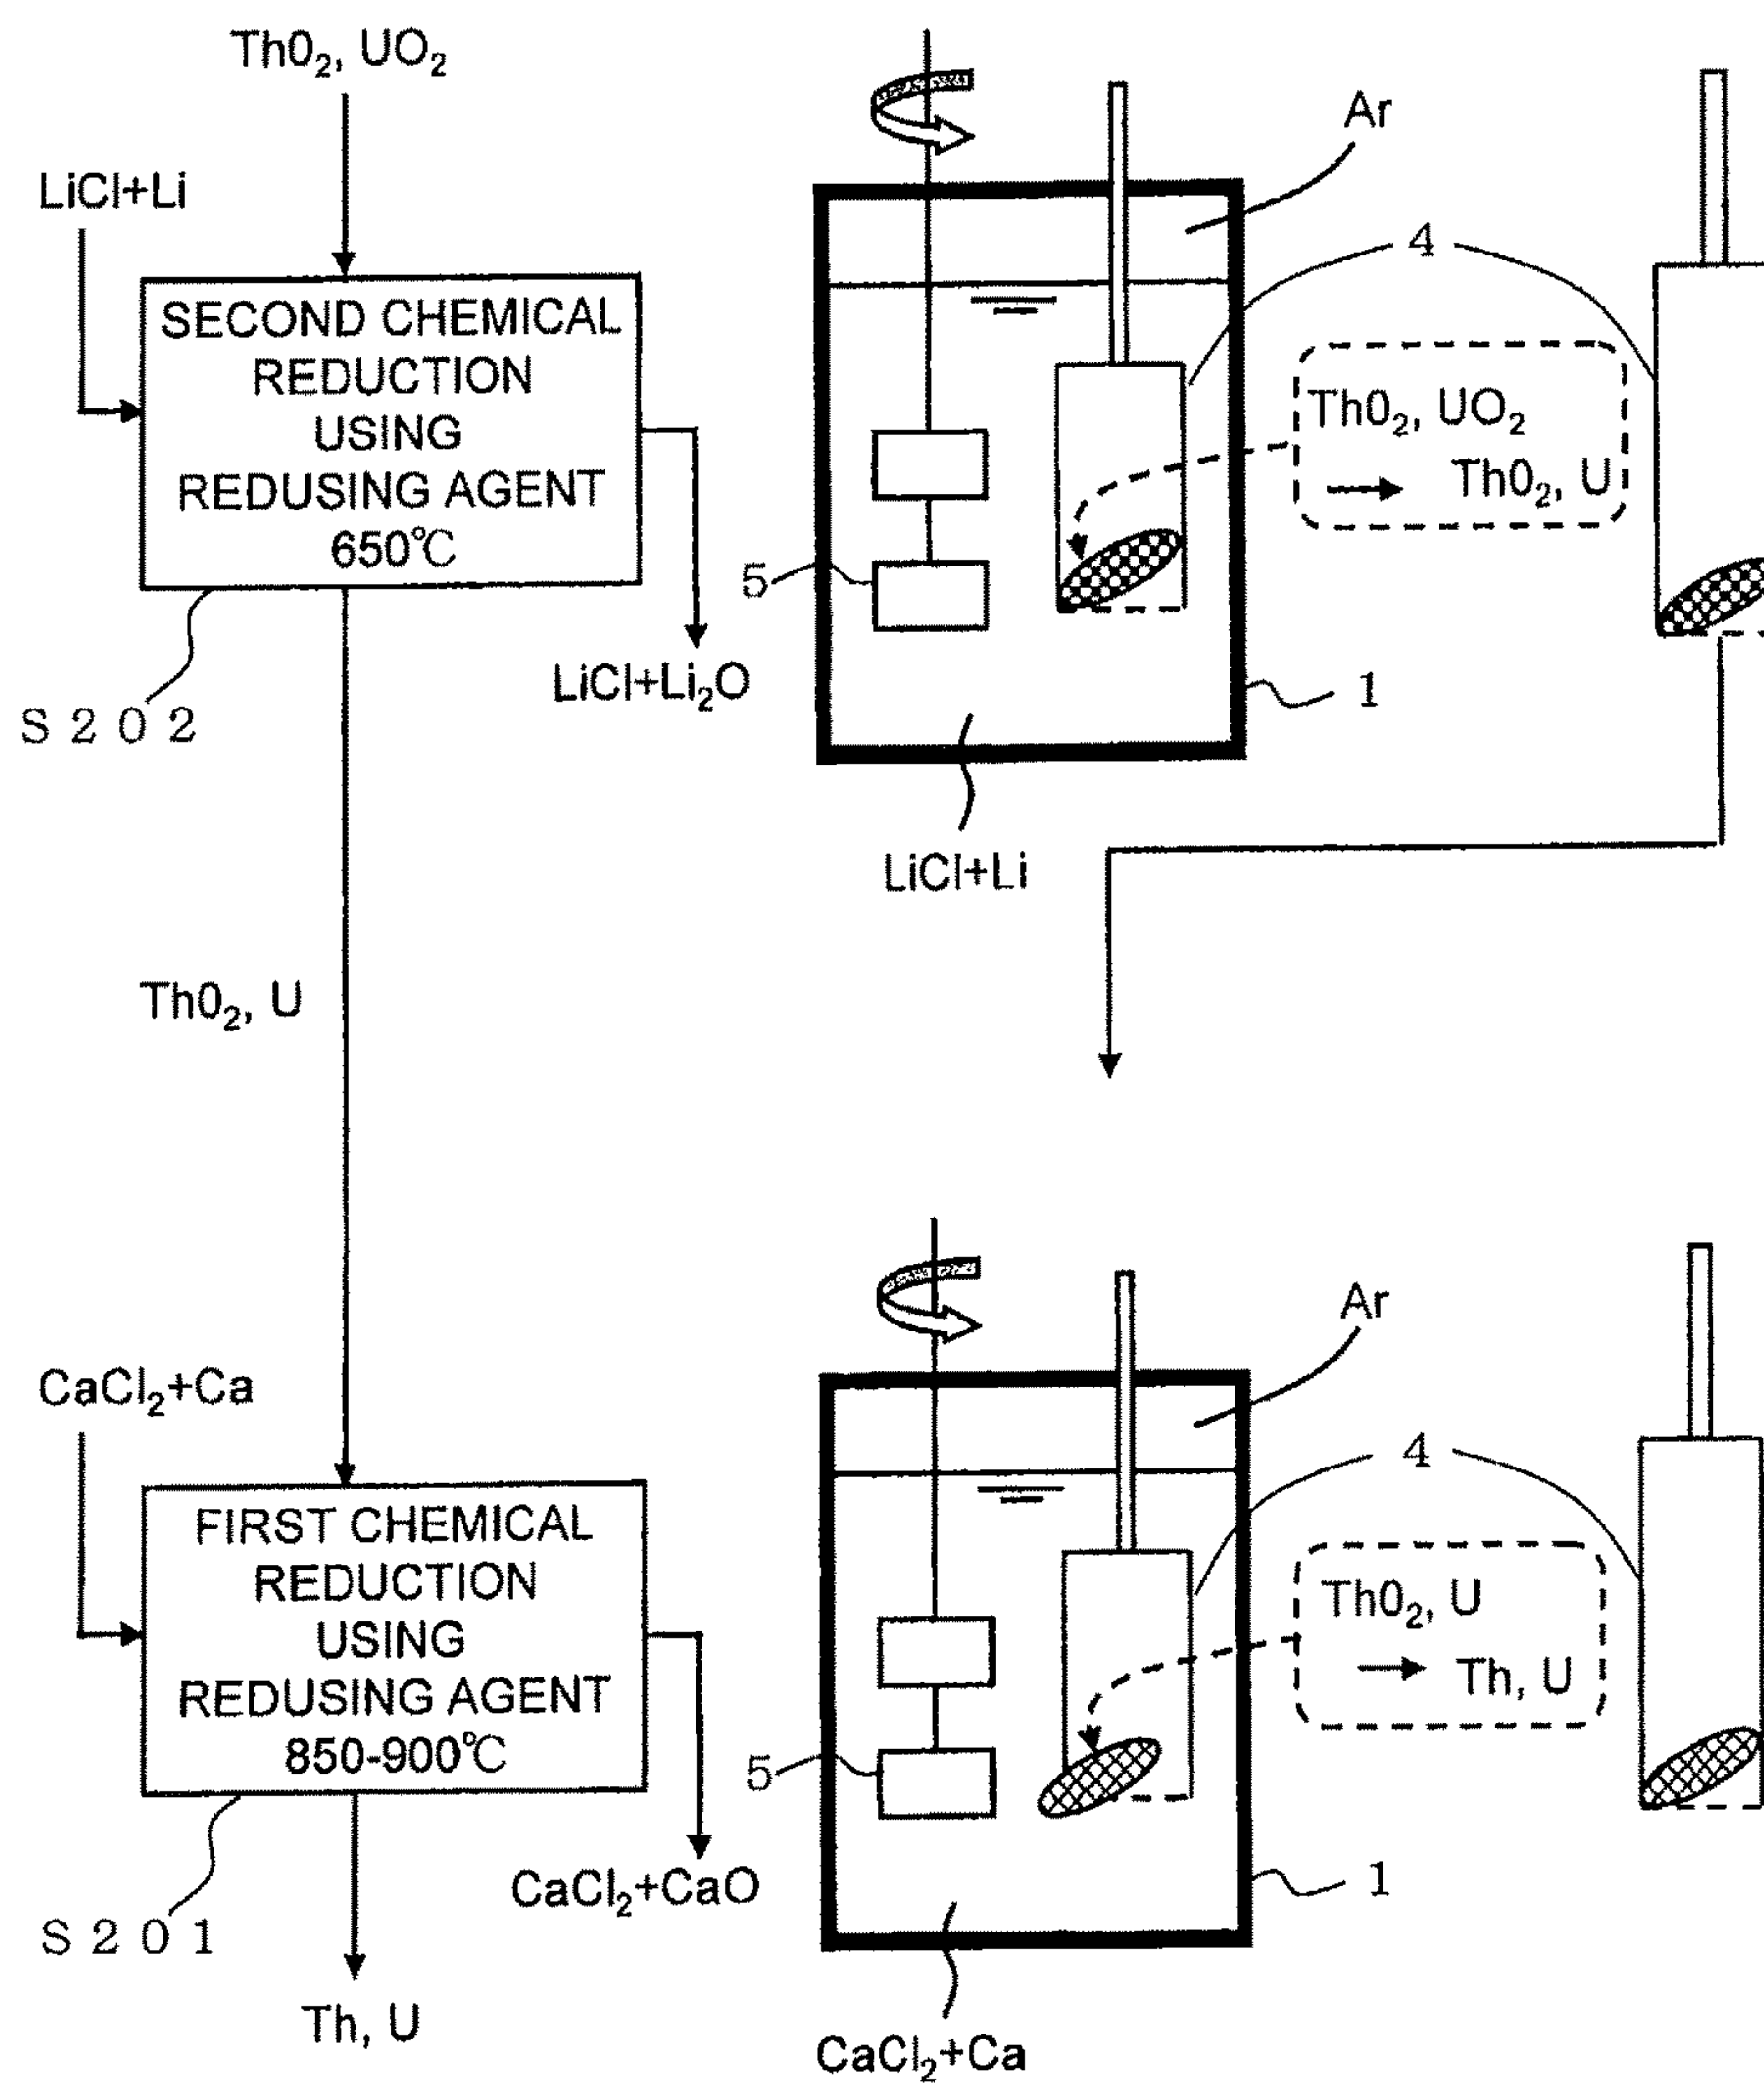 Th0₂, UO₂
LiCl+Li
SECOND CHEMICAL
REDUCTION
USING
REDUSING AGENT
650℃
S 2 0 2
LiCl+Li₂O
Ar
4
Th0₂, UO₂
→ Th0₂, U
5
1
LiCl+Li
Th0₂, U
CaCl₂+Ca
FIRST CHEMICAL
REDUCTION
USING
REDUSING AGENT
850-900℃
S 2 0 1
CaCl₂+CaO
Th, U
Ar
4
Th0₂, U
→ Th, U
5
1
CaCl₂+Ca